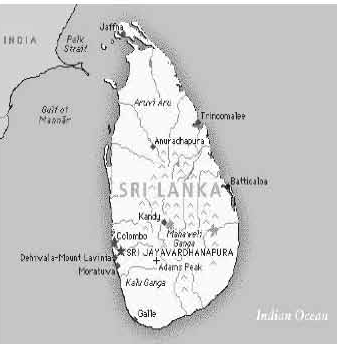 Jaffna
INDIA
Palk
Strait
Gulf of
Mannar
Aruvi Aru
Trincomalee
Anuradhapura
SRI LANKA
Batticaloa
Kandy
Mahaweli
Ganga
Colombo
SRI JAYAVARDHANAPURA
Dehiwala-Mount Lavinia
Adams Peak
Moratuwa
Kalu Ganga
Galle
Indian Ocean